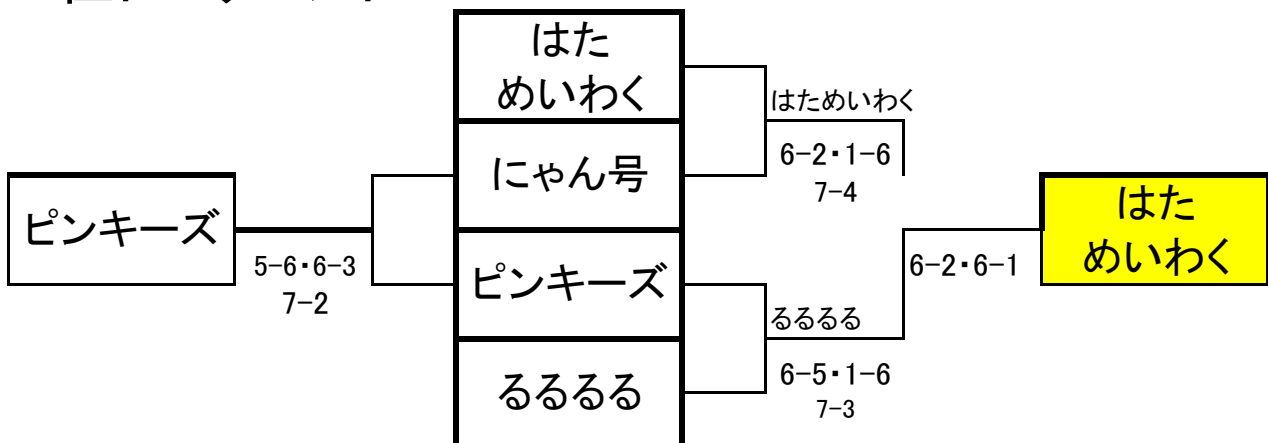 はた
めいわく
はためいわく
6-2・1-6
7-4
にゃん号
ピンキーズ
5-6・6-3
7-2
はた
めいわく
6-2・6-1
ピンキーズ
るるるる
6-5・1-6
7-3
るるるる